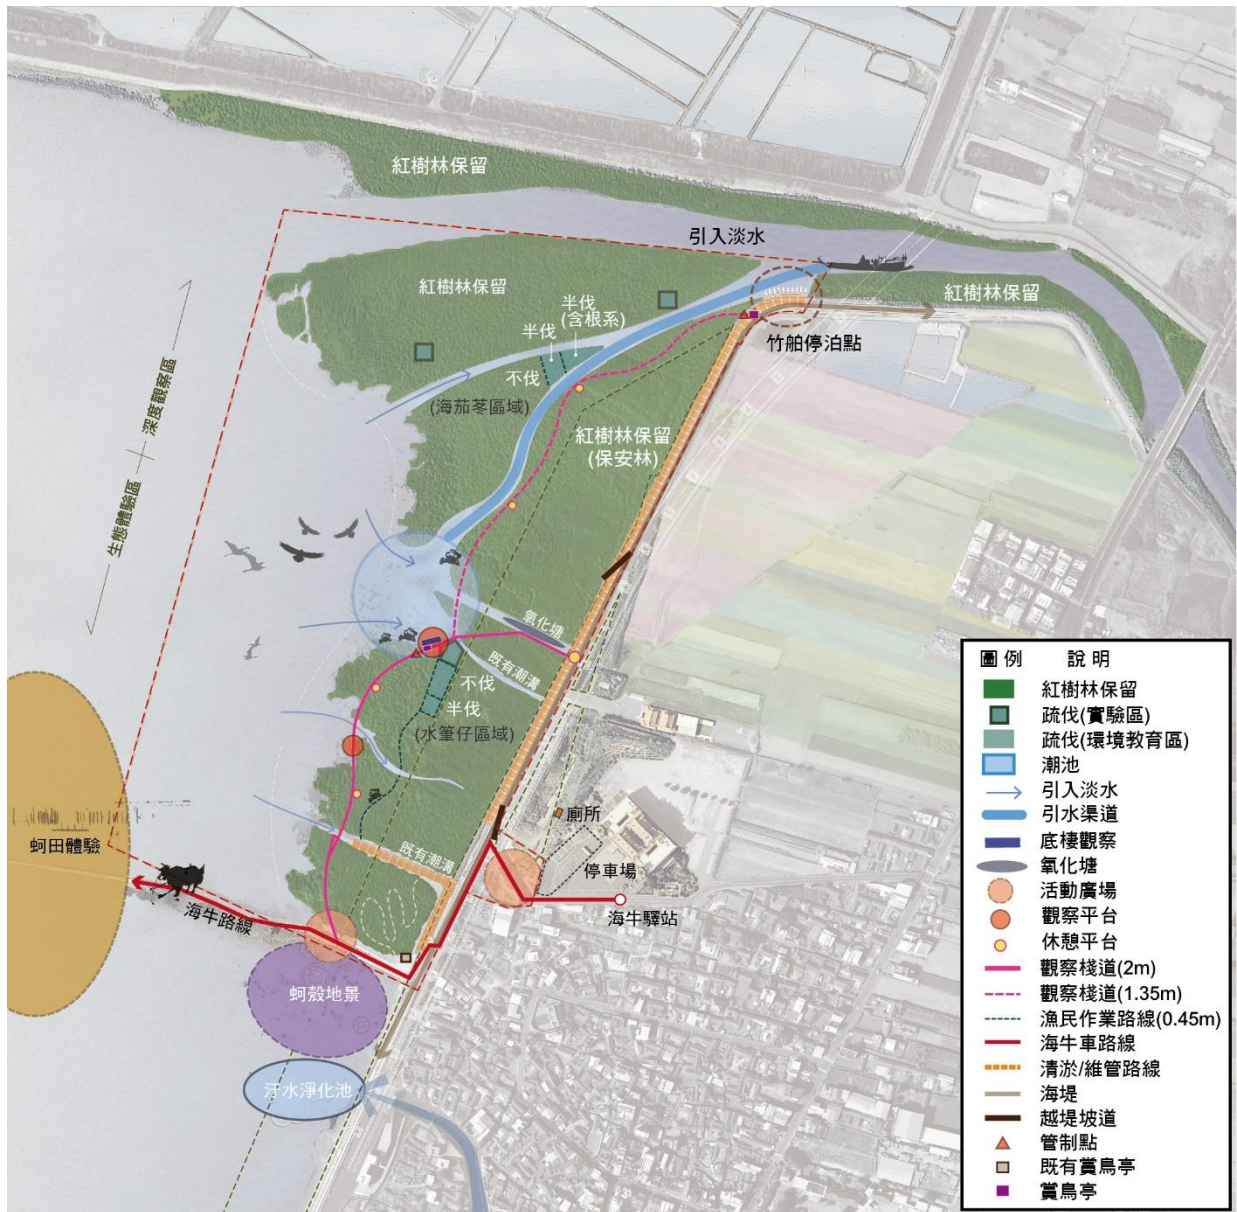 紅樹林保留
引入淡水
紅樹林保留
紅樹林保留
半伐
(含根系)
半伐
不伐
(海茄苳區域)
竹舢停泊點
紅樹林保留
(保安林)
深度觀察區
生態體驗區
氧化塘
既有潮溝
不伐
半伐
(水筆仔區域)
蚵田體驗
海牛路線
既有潮溝
廁所
停車場
海牛驛站
蚵殼地景
汙水淨化池
圖例 說明
紅樹林保留
疏伐(實驗區)
疏伐(環境教育區)
潮池
引入淡水
引水渠道
底棲觀察
氧化塘
活動廣場
觀察平台
休憩平台
觀察棧道(2m)
觀察棧道(1.35m)
漁民作業路線(0.45m)
海牛車路線
清淤/維管路線
海堤
越堤坡道
管制點
既有賞鳥亭
賞鳥亭